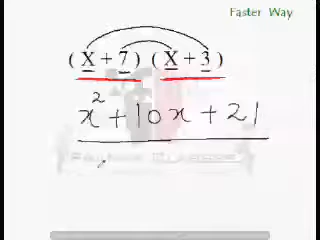 Faster Way
(X + 7) (X + 3)
x² + 10x + 21